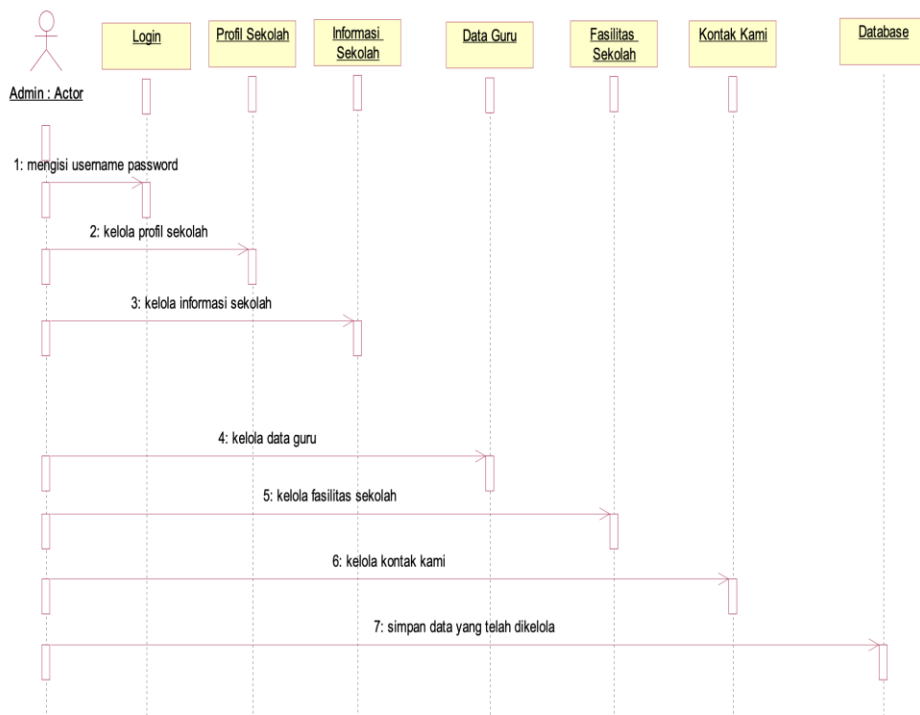 Login
Profil Sekolah
Informasi
Sekolah
Data Guru
Fasilitas
Sekolah
Kontak Kami
Database
Admin : Actor
1: mengisi username password
2: kelola profil sekolah
3: kelola informasi sekolah
4: kelola data guru
5: kelola fasilitas sekolah
6: kelola kontak kami
7: simpan data yang telah dikelola